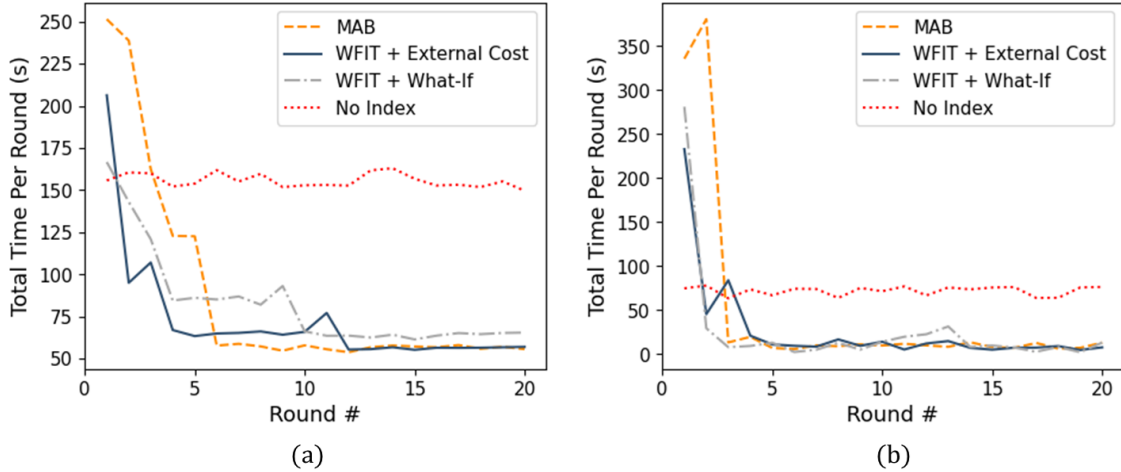 250
225
200
175
150
125
100
75
50
Total Time Per Round (s)
MAB
WFIT + External Cost
WFIT + What-If
No Index
0 5 10 15 20
Round #
(a)
350
300
250
200
150
100
50
0
Total Time Per Round (s)
MAB
WFIT + External Cost
WFIT + What-If
No Index
0 5 10 15 20
Round #
(b)